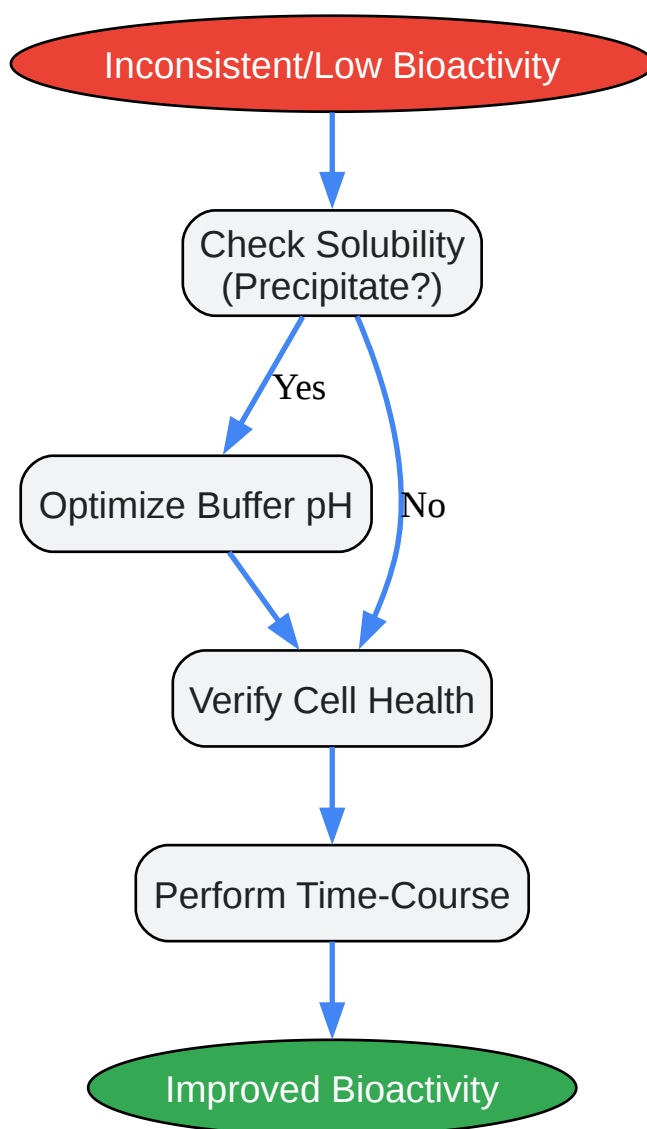 Inconsistent/Low Bioactivity
Check Solubility
(Precipitate?)
Yes
Optimize Buffer pH
No
Verify Cell Health
Perform Time-Course
Improved Bioactivity